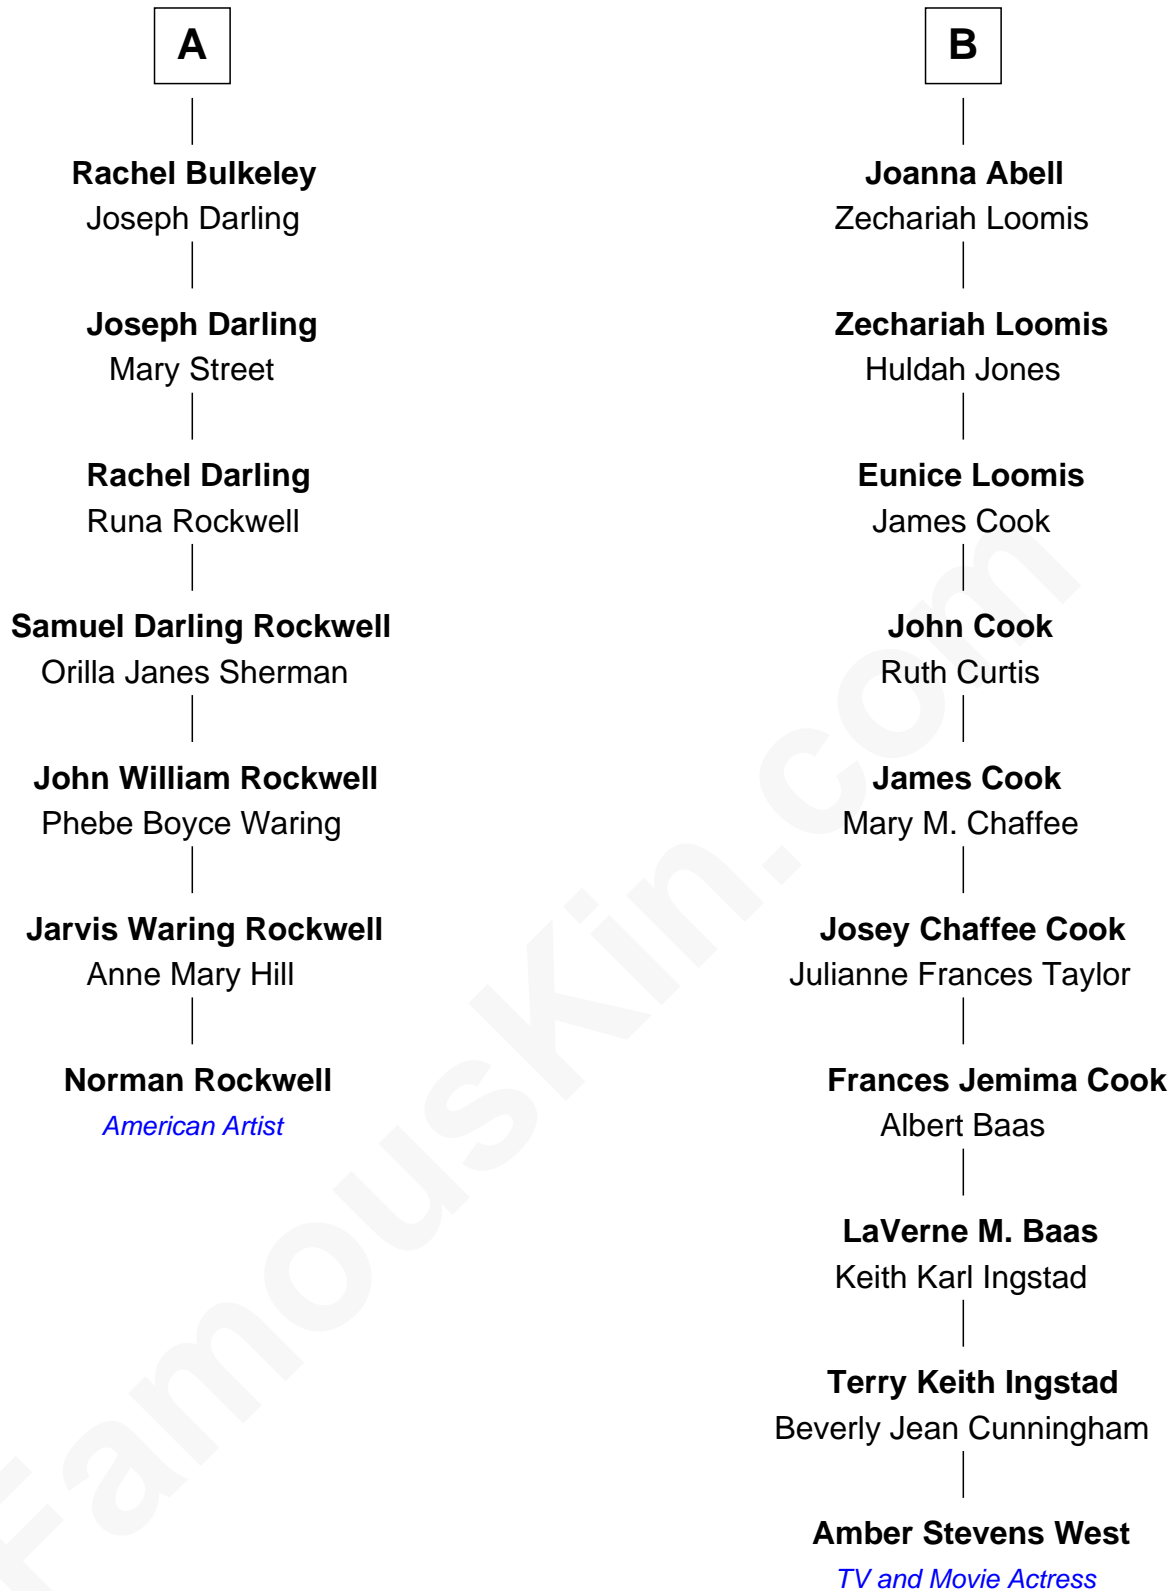 A
Rachel Bulkeley
Joseph Darling
Joseph Darling
Mary Street
Rachel Darling
Runa Rockwell
Samuel Darling Rockwell
Orilla Janes Sherman
John William Rockwell
Phebe Boyce Waring
Jarvis Waring Rockwell
Anne Mary Hill
Norman Rockwell
American Artist
B
Joanna Abell
Zechariah Loomis
Zechariah Loomis
Huldah Jones
Eunice Loomis
James Cook
John Cook
Ruth Curtis
James Cook
Mary M. Chaffee
Josey Chaffee Cook
Julianne Frances Taylor
Frances Jemima Cook
Albert Baas
LaVerne M. Baas
Keith Karl Ingstad
Terry Keith Ingstad
Beverly Jean Cunningham
Amber Stevens West
TV and Movie Actress
FamousKin.com